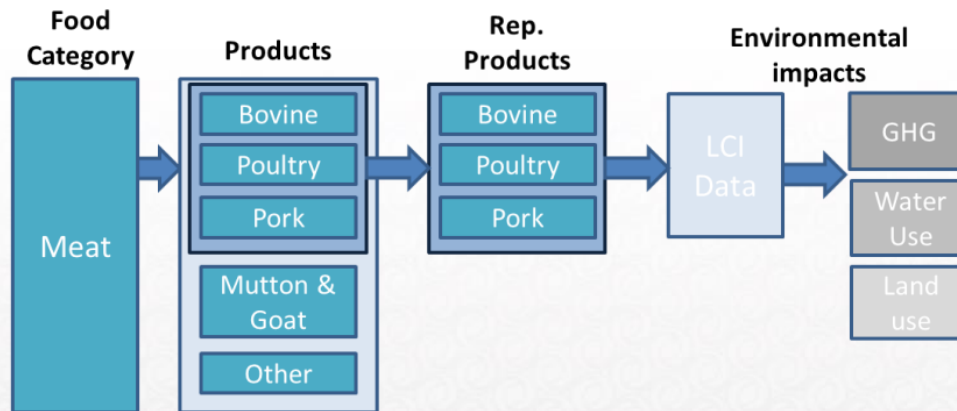 Food
Category
Products
Rep.
Products
Environmental
impacts
Meat
Bovine
Poultry
Pork
Mutton &
Goat
Other
Bovine
Poultry
Pork
LCI
Data
GHG
Water
Use
Land
use